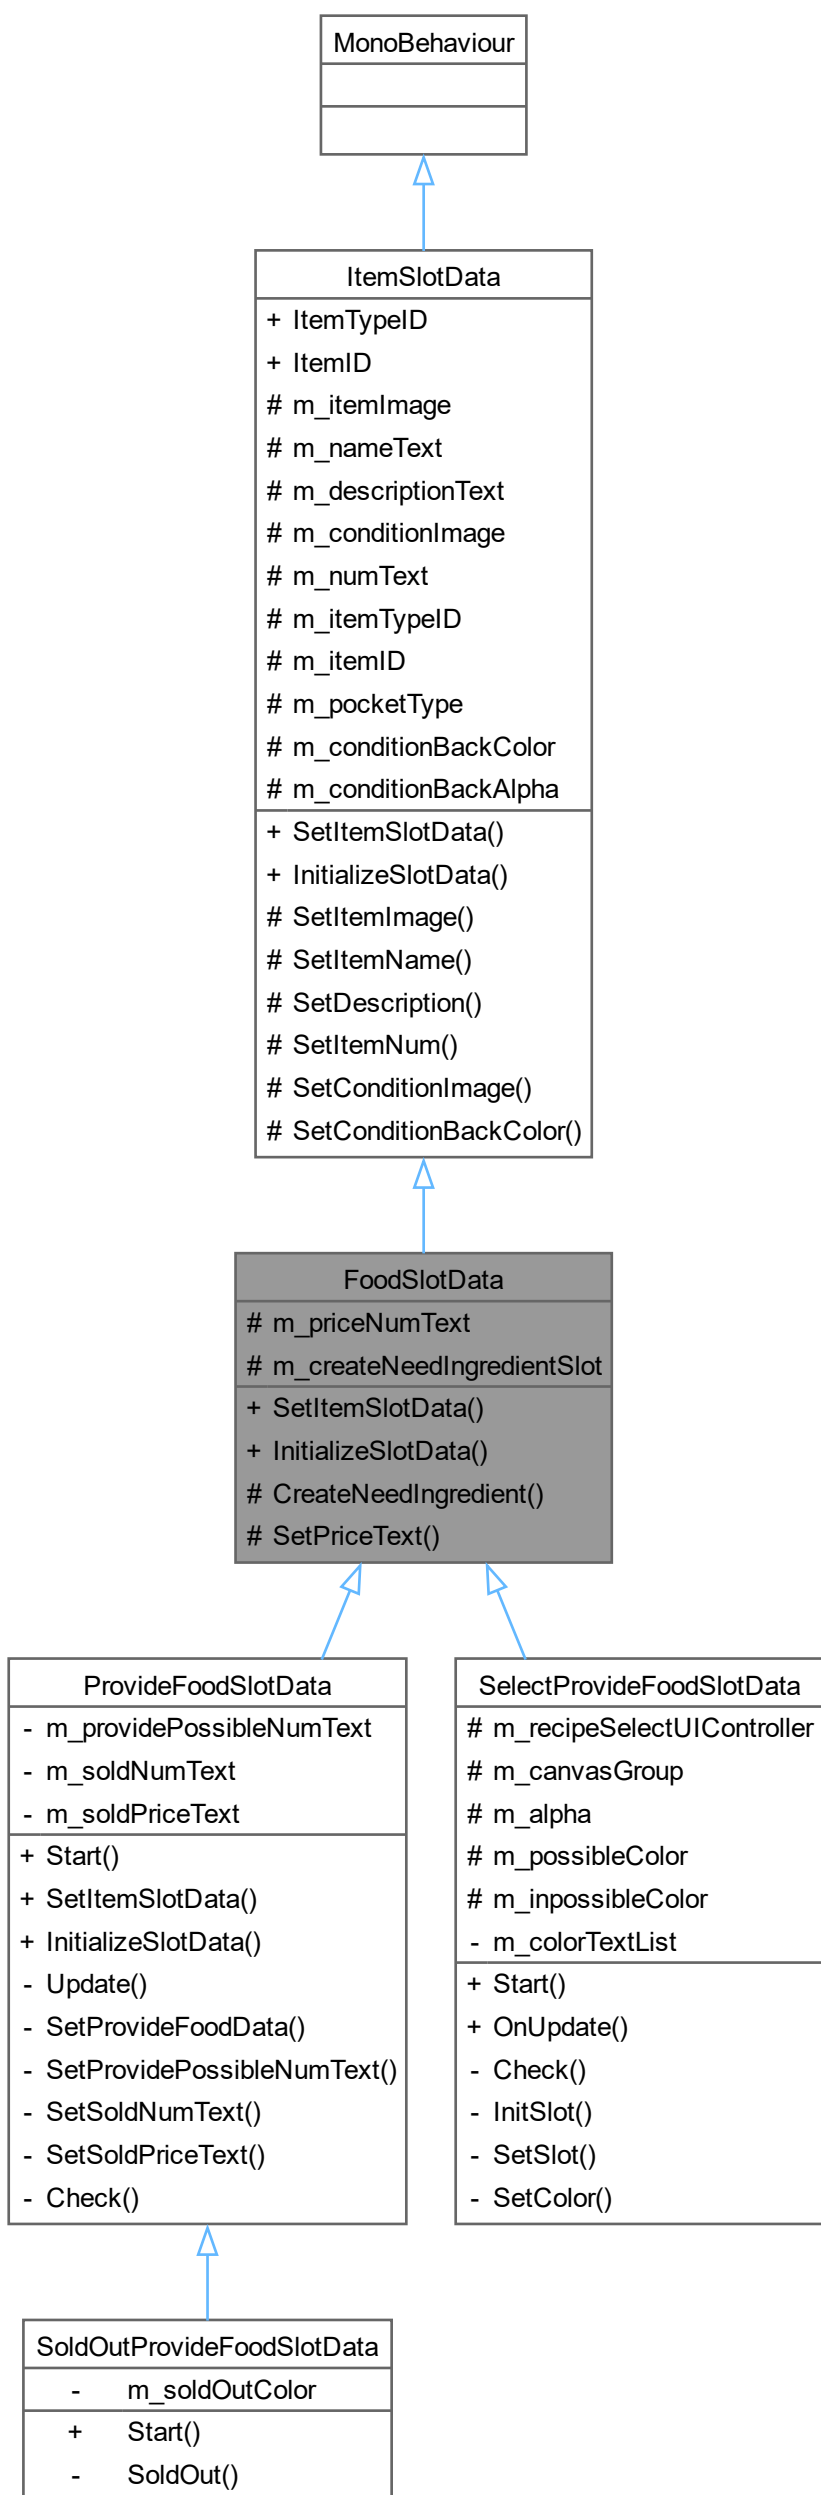 MonoBehaviour
ItemSlotData
+ ItemTypeID
+ ItemID
# m_itemImage
# m_nameText
# m_descriptionText
# m_conditionImage
# m_numText
# m_itemTypeID
# m_itemID
# m_pocketType
# m_conditionBackColor
# m_conditionBackAlpha
+ SetItemSlotData()
+ InitializeSlotData()
# SetItemImage()
# SetItemName()
# SetDescription()
# SetItemNum()
# SetConditionImage()
# SetConditionBackColor()
FoodSlotData
# m_priceNumText
# m_createNeedIngredientSlot
+ SetItemSlotData()
+ InitializeSlotData()
# CreateNeedIngredient()
# SetPriceText()
ProvideFoodSlotData
- m_providePossibleNumText
- m_soldNumText
- m_soldPriceText
+ Start()
+ SetItemSlotData()
+ InitializeSlotData()
- Update()
- SetProvideFoodData()
- SetProvidePossibleNumText()
- SetSoldNumText()
- SetSoldPriceText()
- Check()
SelectProvideFoodSlotData
# m_recipeSelectUIController
# m_canvasGroup
# m_alpha
# m_possibleColor
# m_inpossibleColor
- m_colorTextList
+ Start()
+ OnUpdate()
- Check()
- InitSlot()
- SetSlot()
- SetColor()
SoldOutProvideFoodSlotData
- m_soldOutColor
+ Start()
- SoldOut()